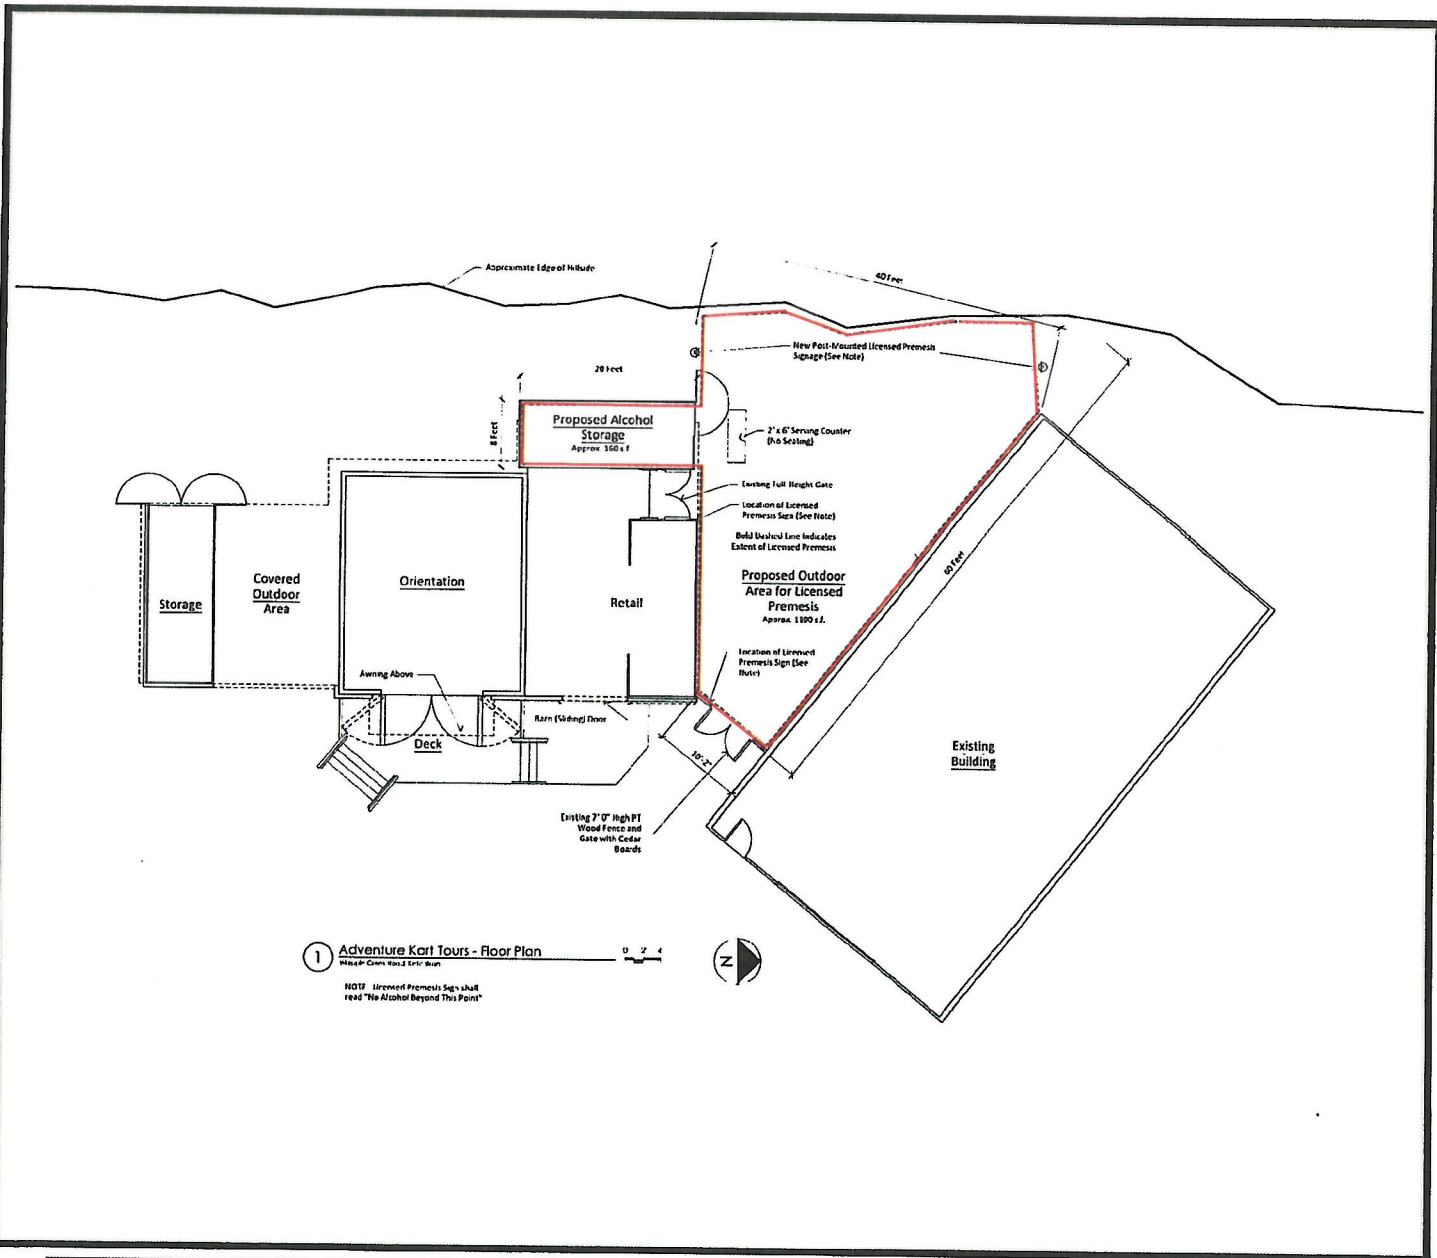 Approximate Edge of Hillside
40 Feet
New Post-Mounted Licensed Premesis
Signage (See Note)
20 Feet
8 Feet
Proposed Alcohol
Storage
Approx 160 s f
2' x 6' Serving Counter
(No Seating)
Existing Full Height Gate
Location of Licensed
Premesis Sign (See Note)
Bold Dashed Line Indicates
Extent of Licensed Premesis
60 Feet
Proposed Outdoor
Area for Licensed
Premesis
Approx 1100 s.f.
Covered
Outdoor
Area
Orientation
Storage
Retail
Location of Licensed
Premesis Sign (See
Note)
Awning Above
Barn (Sliding) Door
Deck
10'-2"
Existing
Building
Existing 7' 0" High PT
Wood Fence and
Gate with Cedar
Boards
1
Adventure Kart Tours - Floor Plan
0 2 4
N
NOTE Licensed Premesis Sign shall
read "No Alcohol Beyond This Point"